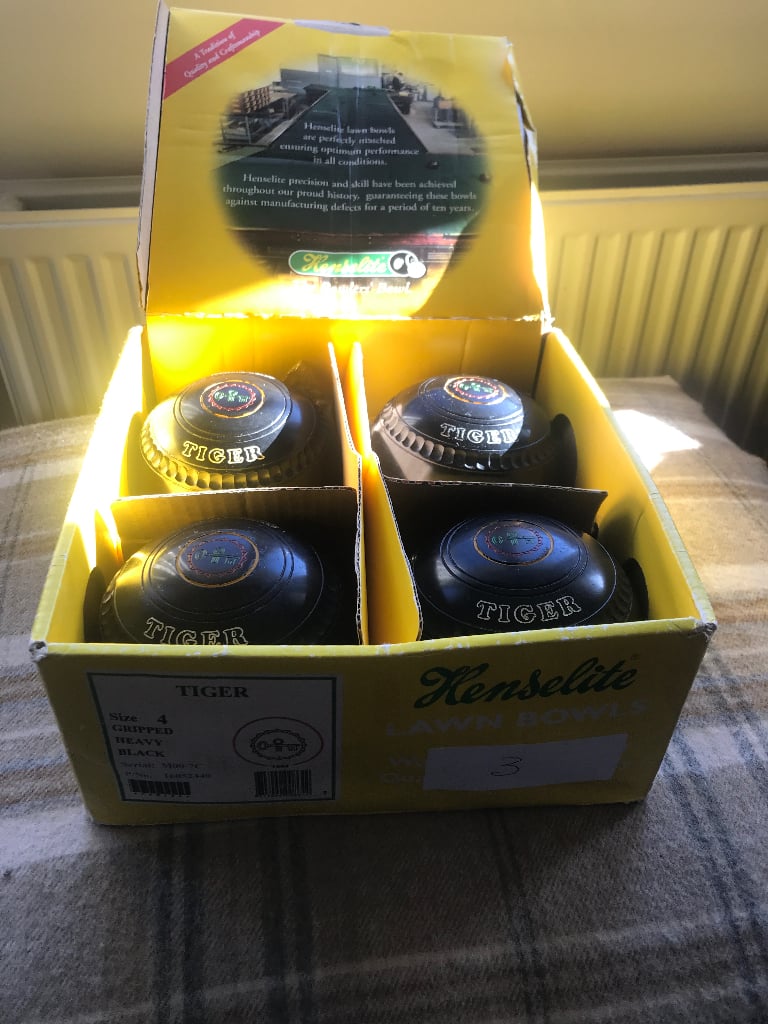 A Tradition of
Quality and Craftmanship
Henselite lawn bowls
are perfectly matched
ensuring optimum performance
in all conditions.
Henselite precision and skill have been achieved
throughout our proud history, guaranteeing these bowls
against manufacturing defects for a period of ten years.
Henselite
TIGER
TIGER
TIGER
TIGER
TIGER
Size 4
GRIPPED
HEAVY
BLACK
Serial:
Henselite
LAWN BOWLS
3